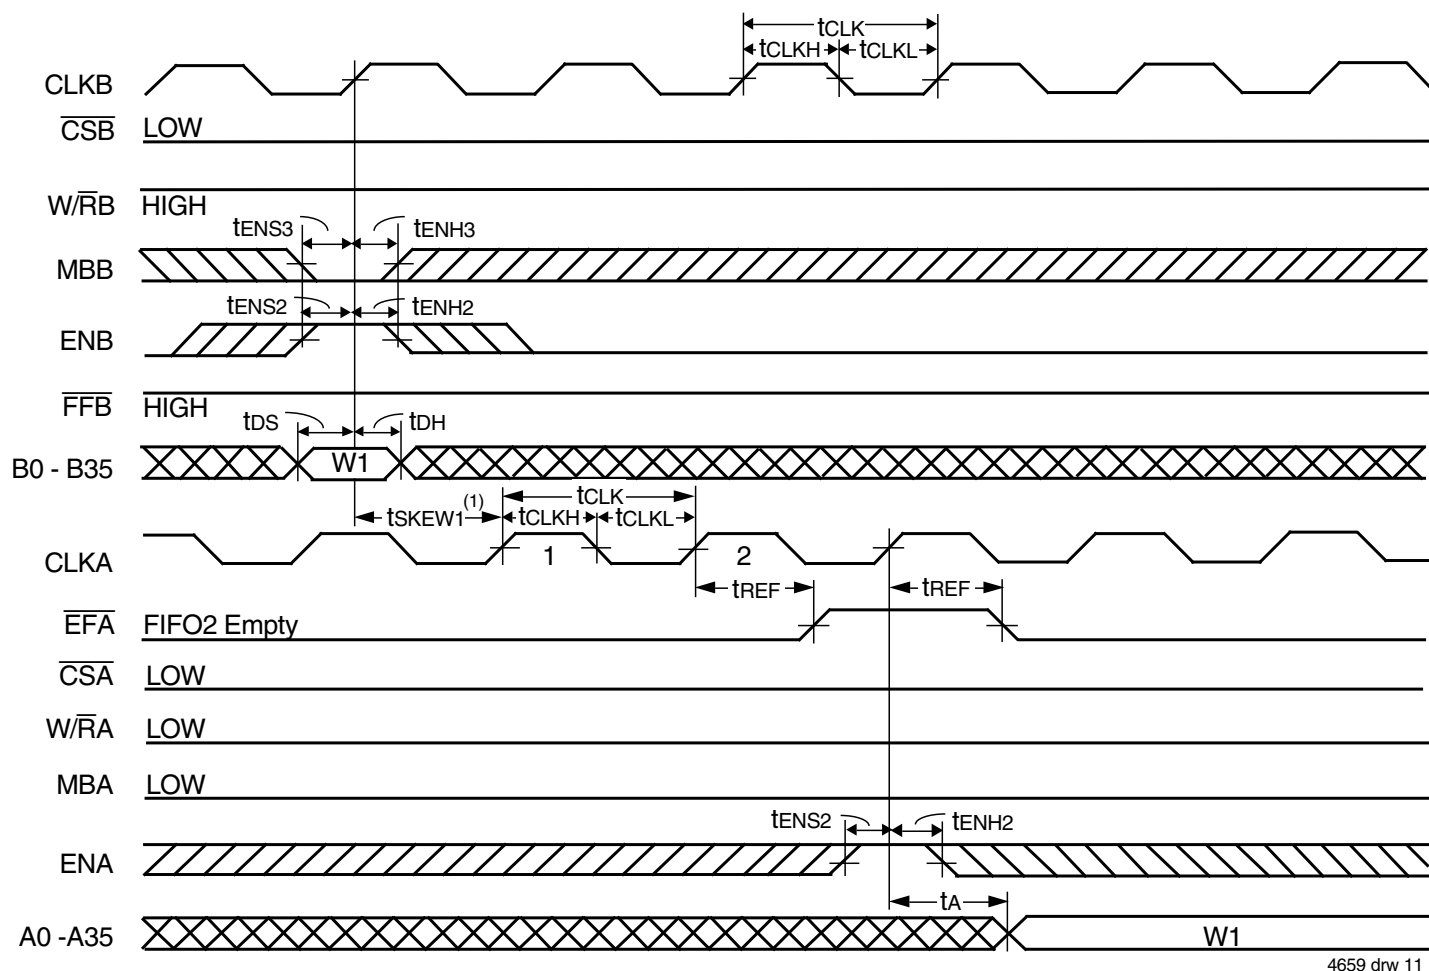 tCLK
tCLKH tCLKL
CLKB
CSB LOW
W/RB HIGH
tENS3 tENH3
MBB
tENS2 tENH2
ENB
FFB HIGH
tDS tDH
B0 - B35 W1
tSKEW1(1) tCLK
tCLKH tCLKL
CLKA 1 2
tREF tREF
EFA FIFO2 Empty
CSA LOW
W/RA LOW
MBA LOW
tENS2 tENH2
ENA
tA
A0 -A35 W1
4659 drw 11